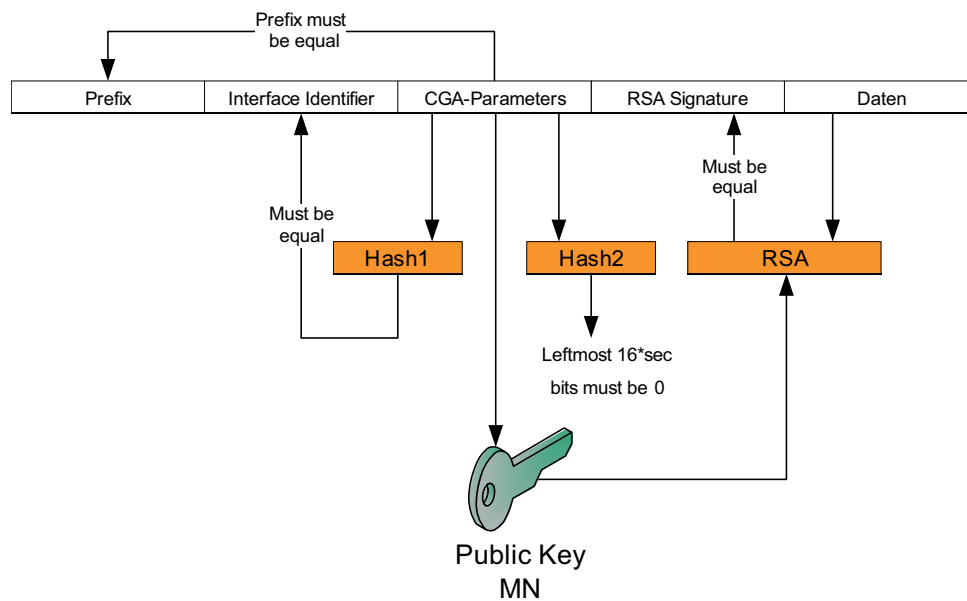 Prefix must
be equal
Prefix
Interface Identifier
CGA-Parameters
RSA Signature
Daten
Must be
equal
Must be
equal
Hash1
Hash2
RSA
Leftmost 16*sec
bits must be 0
Public Key
MN